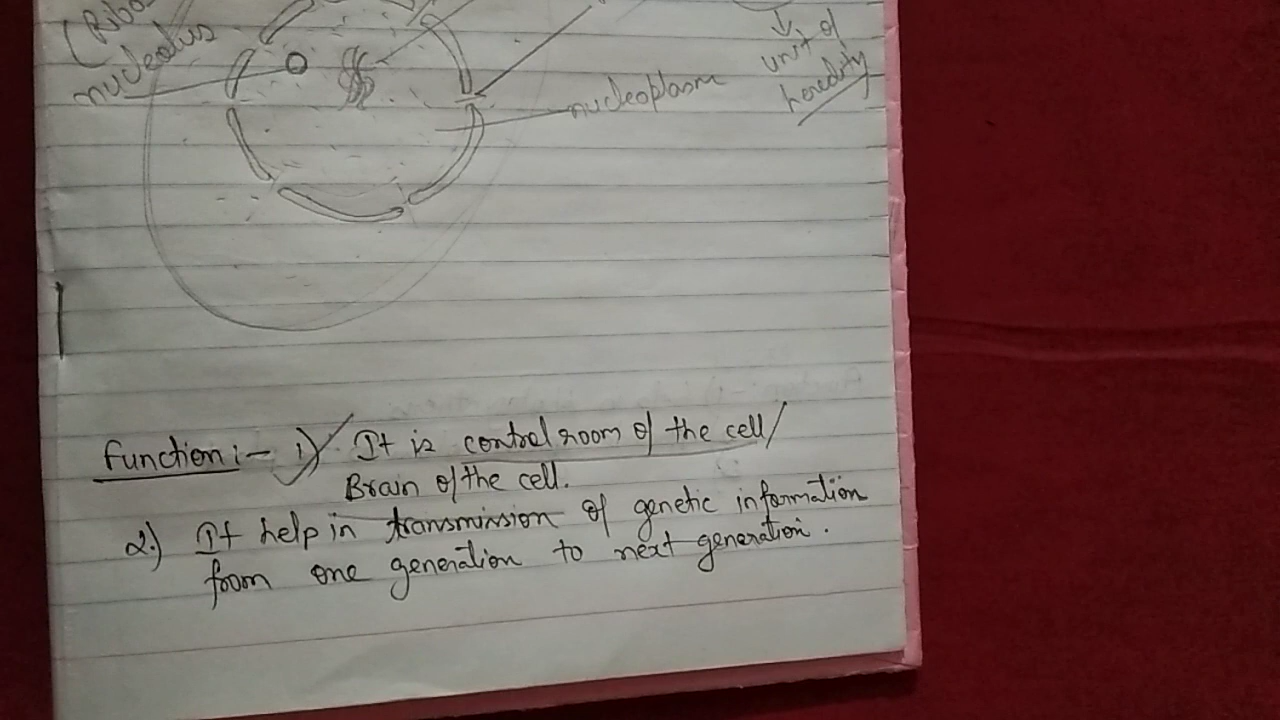 (Ribo
nucleolus
nucleoplasm
unit of
heredity
function :- 1) It is control room of the cell/
Brain of the cell.
2.) It help in transmission of genetic information
from one generation to next generation.